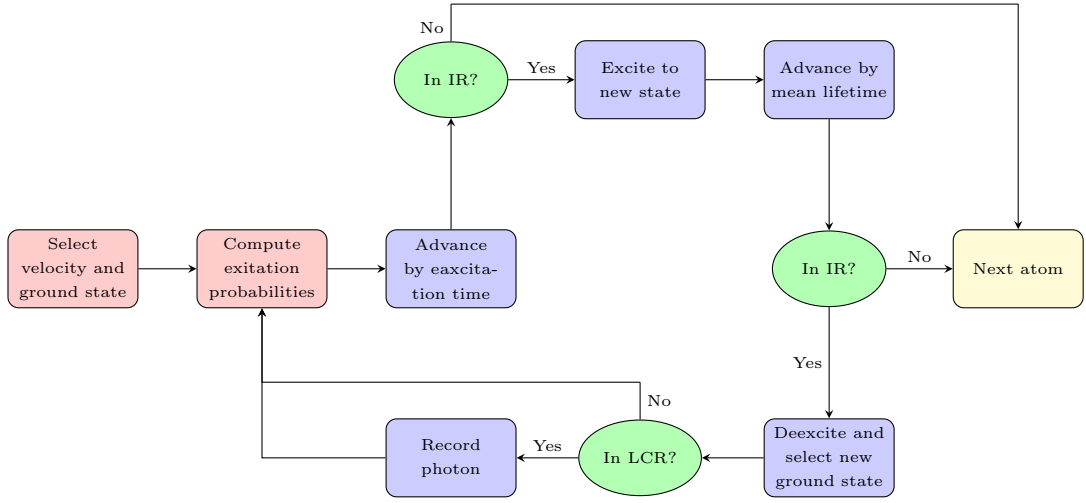 No
In IR?
Yes
Excite to
new state
Advance by
mean lifetime
Select
velocity and
ground state
Compute
exitation
probabilities
Advance
by eaxcita-
tion time
In IR?
No
Next atom
Yes
No
Record
photon
Yes
In LCR?
Deexcite and
select new
ground state